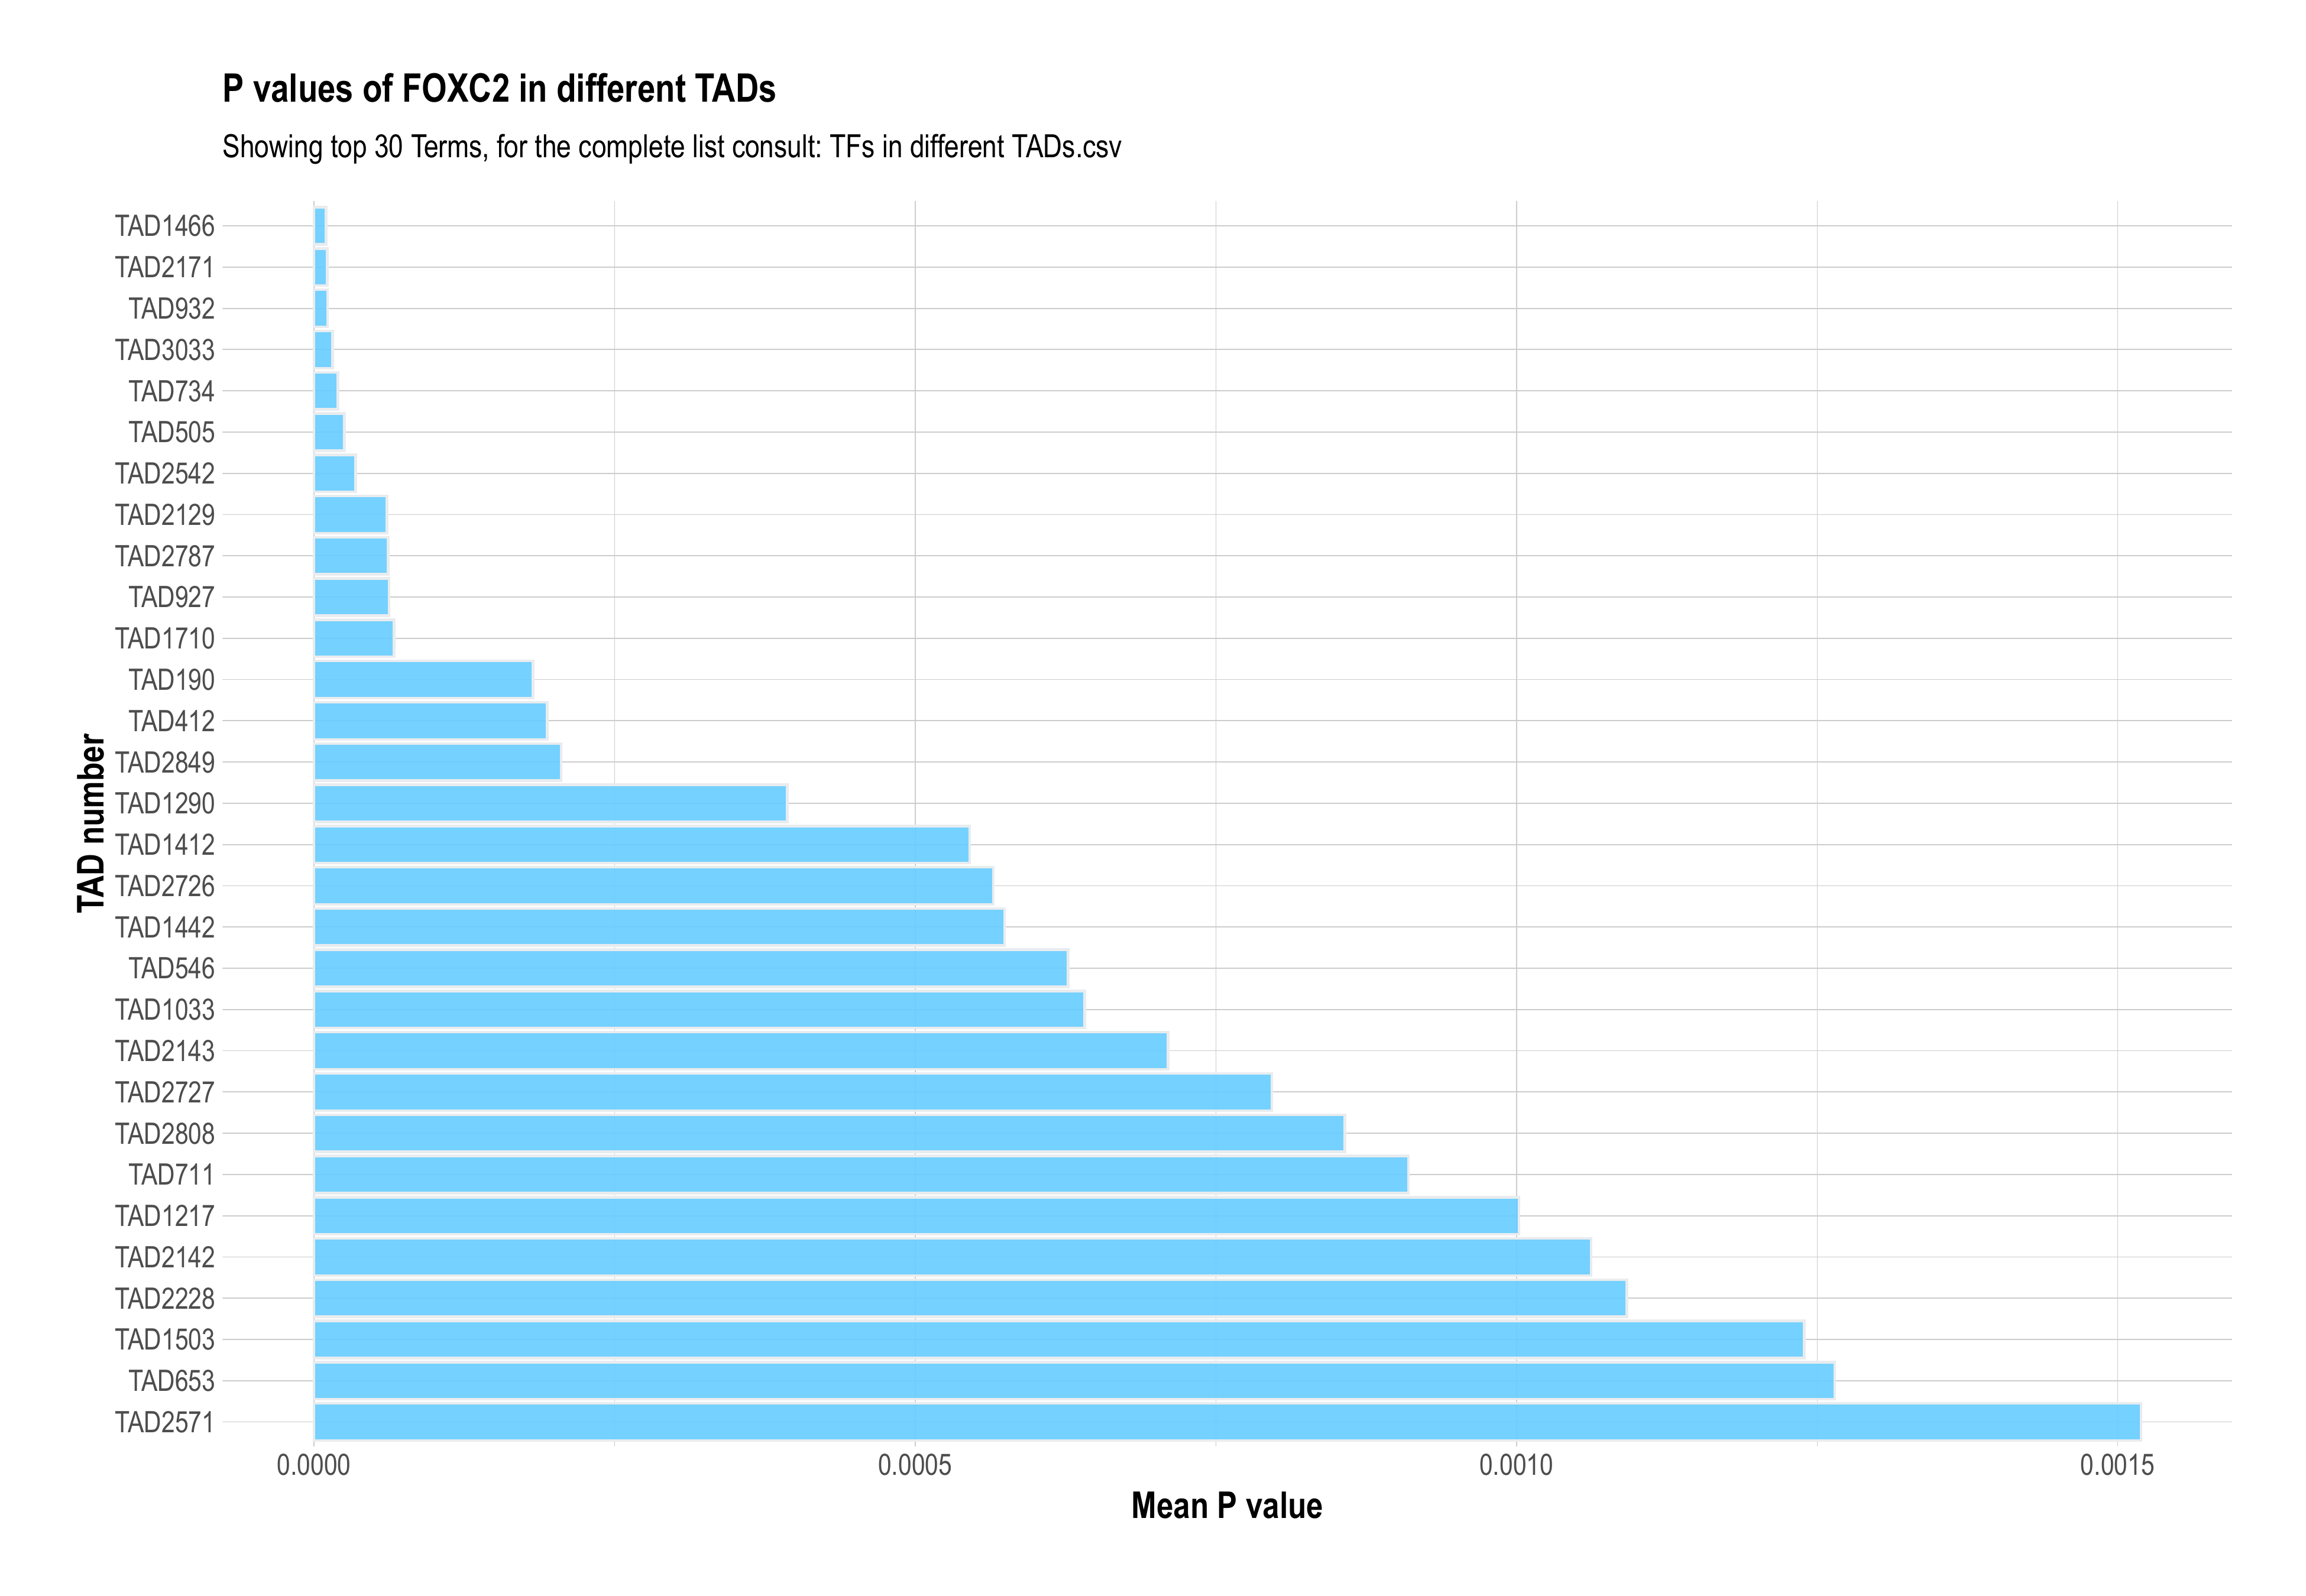 P values of FOXC2 in different TADs
Showing top 30 Terms, for the complete list consult: TFs in different TADs.csv
TAD number
TAD1466
TAD2171
TAD932
TAD3033
TAD734
TAD505
TAD2542
TAD2129
TAD2787
TAD927
TAD1710
TAD190
TAD412
TAD2849
TAD1290
TAD1412
TAD2726
TAD1442
TAD546
TAD1033
TAD2143
TAD2727
TAD2808
TAD711
TAD1217
TAD2142
TAD2228
TAD1503
TAD653
TAD2571
0.0000 0.0005 0.0010 0.0015
Mean P value